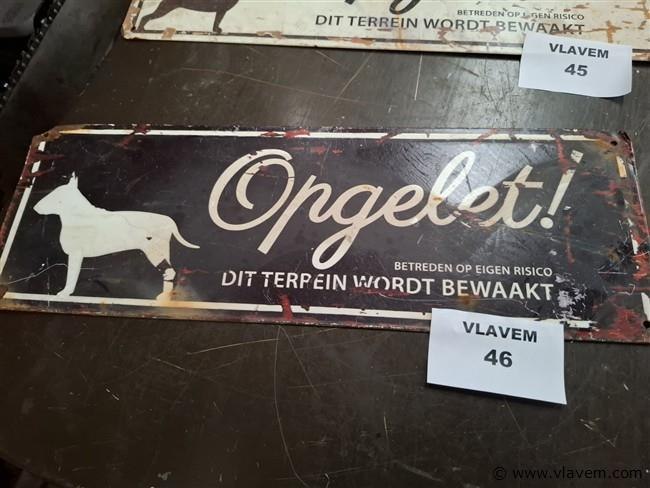 BETREDEN OP EIGEN RISICO
DIT TERREIN WORDT BEWAAKT
VLAVEM
45
Opgelet!
BETREDEN OP EIGEN RISICO
DIT TERREIN WORDT BEWAAKT
VLAVEM
46
© www.vlavem.com